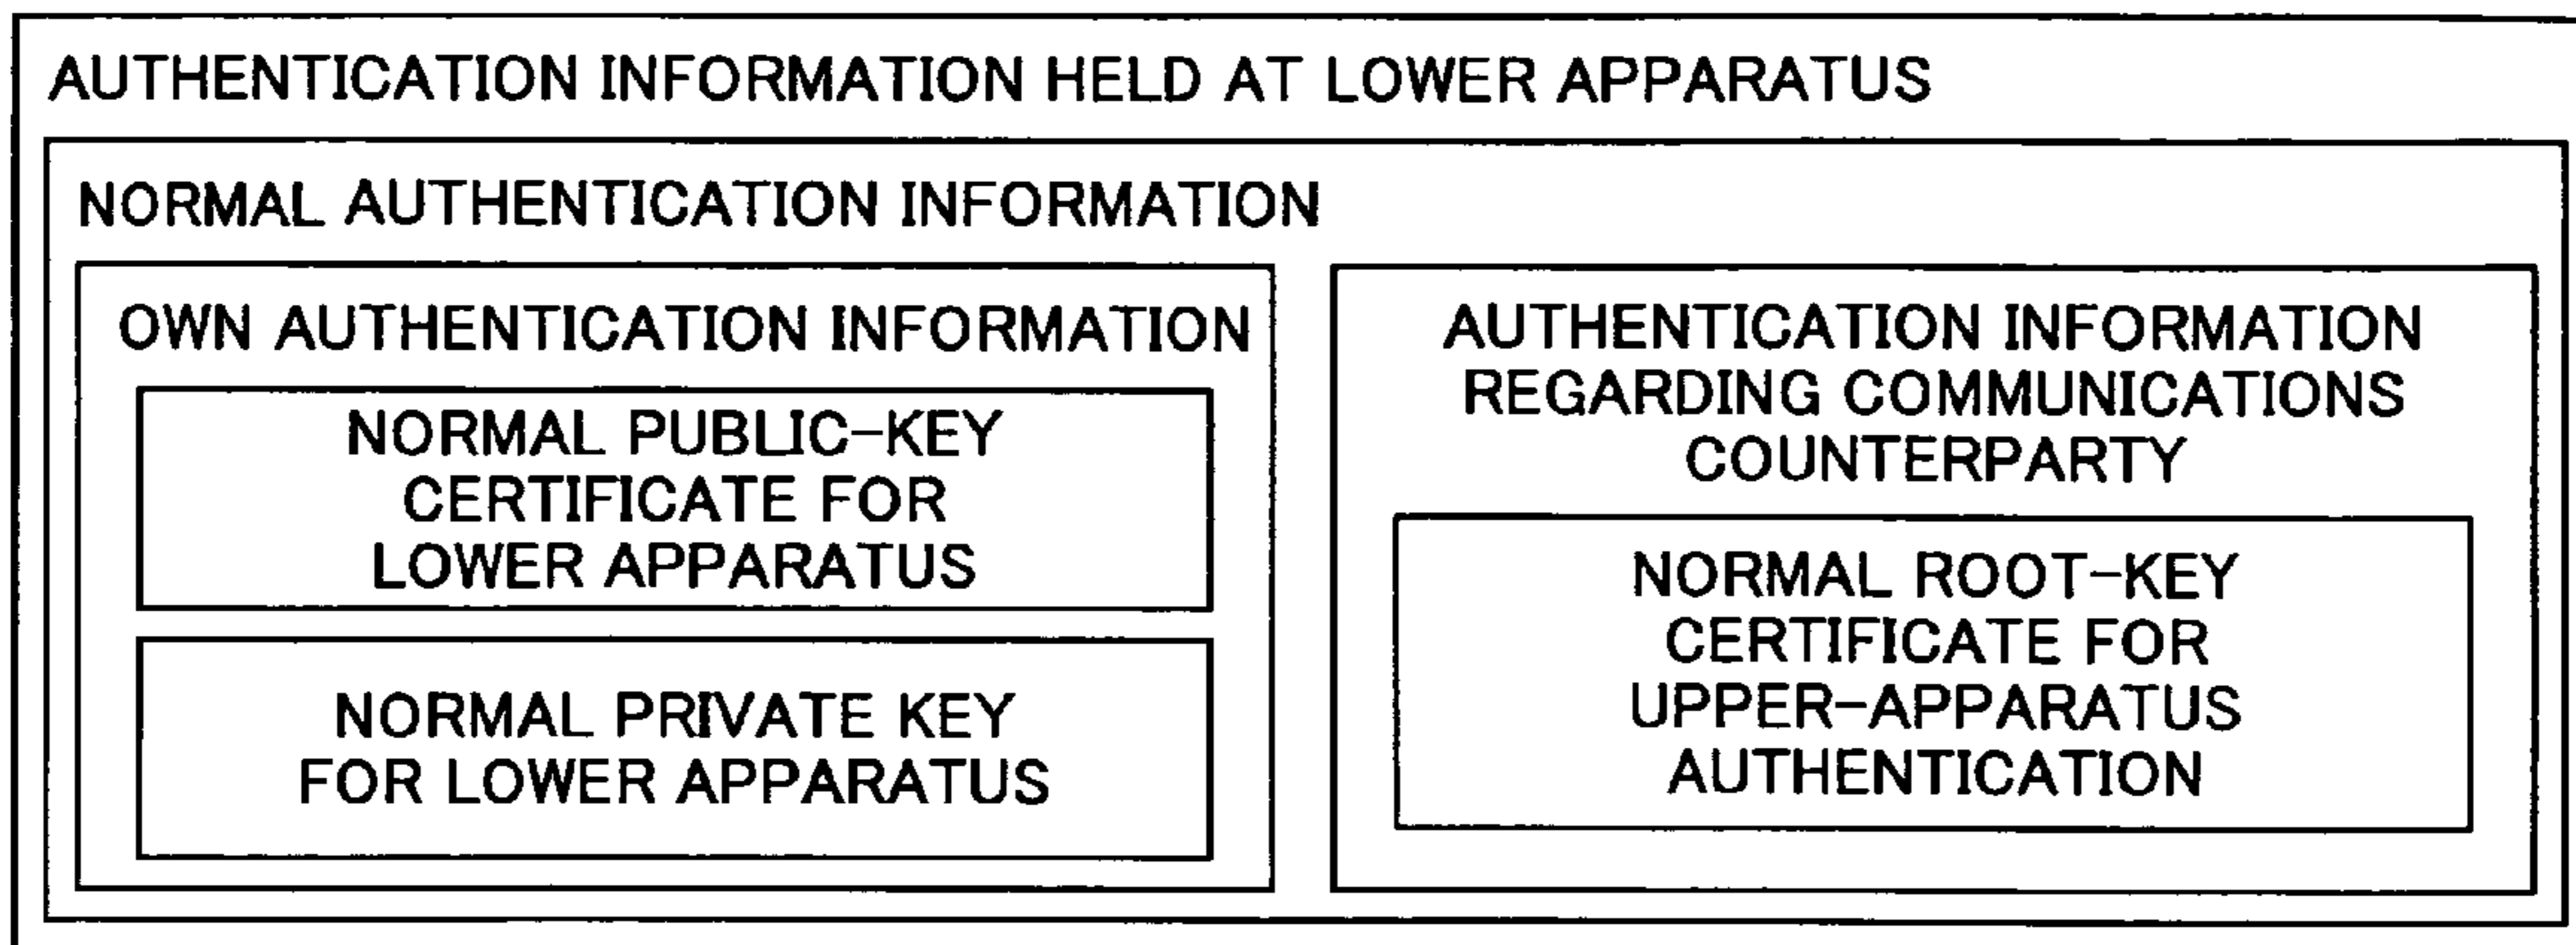 AUTHENTICATION INFORMATION HELD AT LOWER APPARATUS
NORMAL AUTHENTICATION INFORMATION
OWN AUTHENTICATION INFORMATION
NORMAL PUBLIC-KEY
CERTIFICATE FOR
LOWER APPARATUS
NORMAL PRIVATE KEY
FOR LOWER APPARATUS
AUTHENTICATION INFORMATION
REGARDING COMMUNICATIONS
COUNTERPARTY
NORMAL ROOT-KEY
CERTIFICATE FOR
UPPER-APPARATUS
AUTHENTICATION